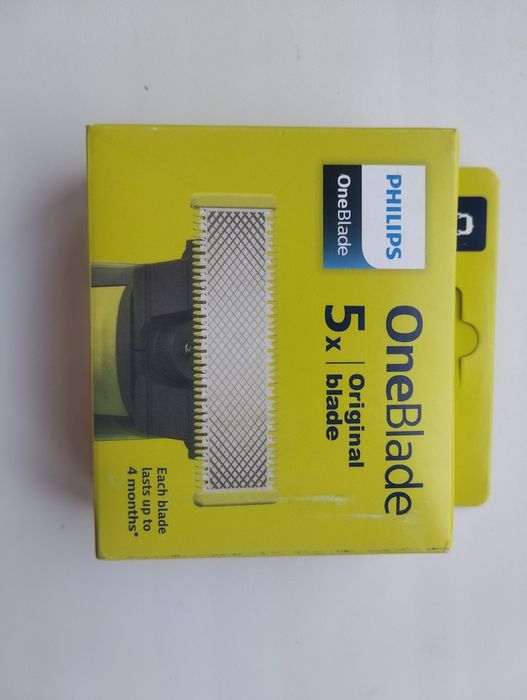 PHILIPS
OneBlade
OneBlade
5x
Original
blade
Each blade
lasts up to
4 months*